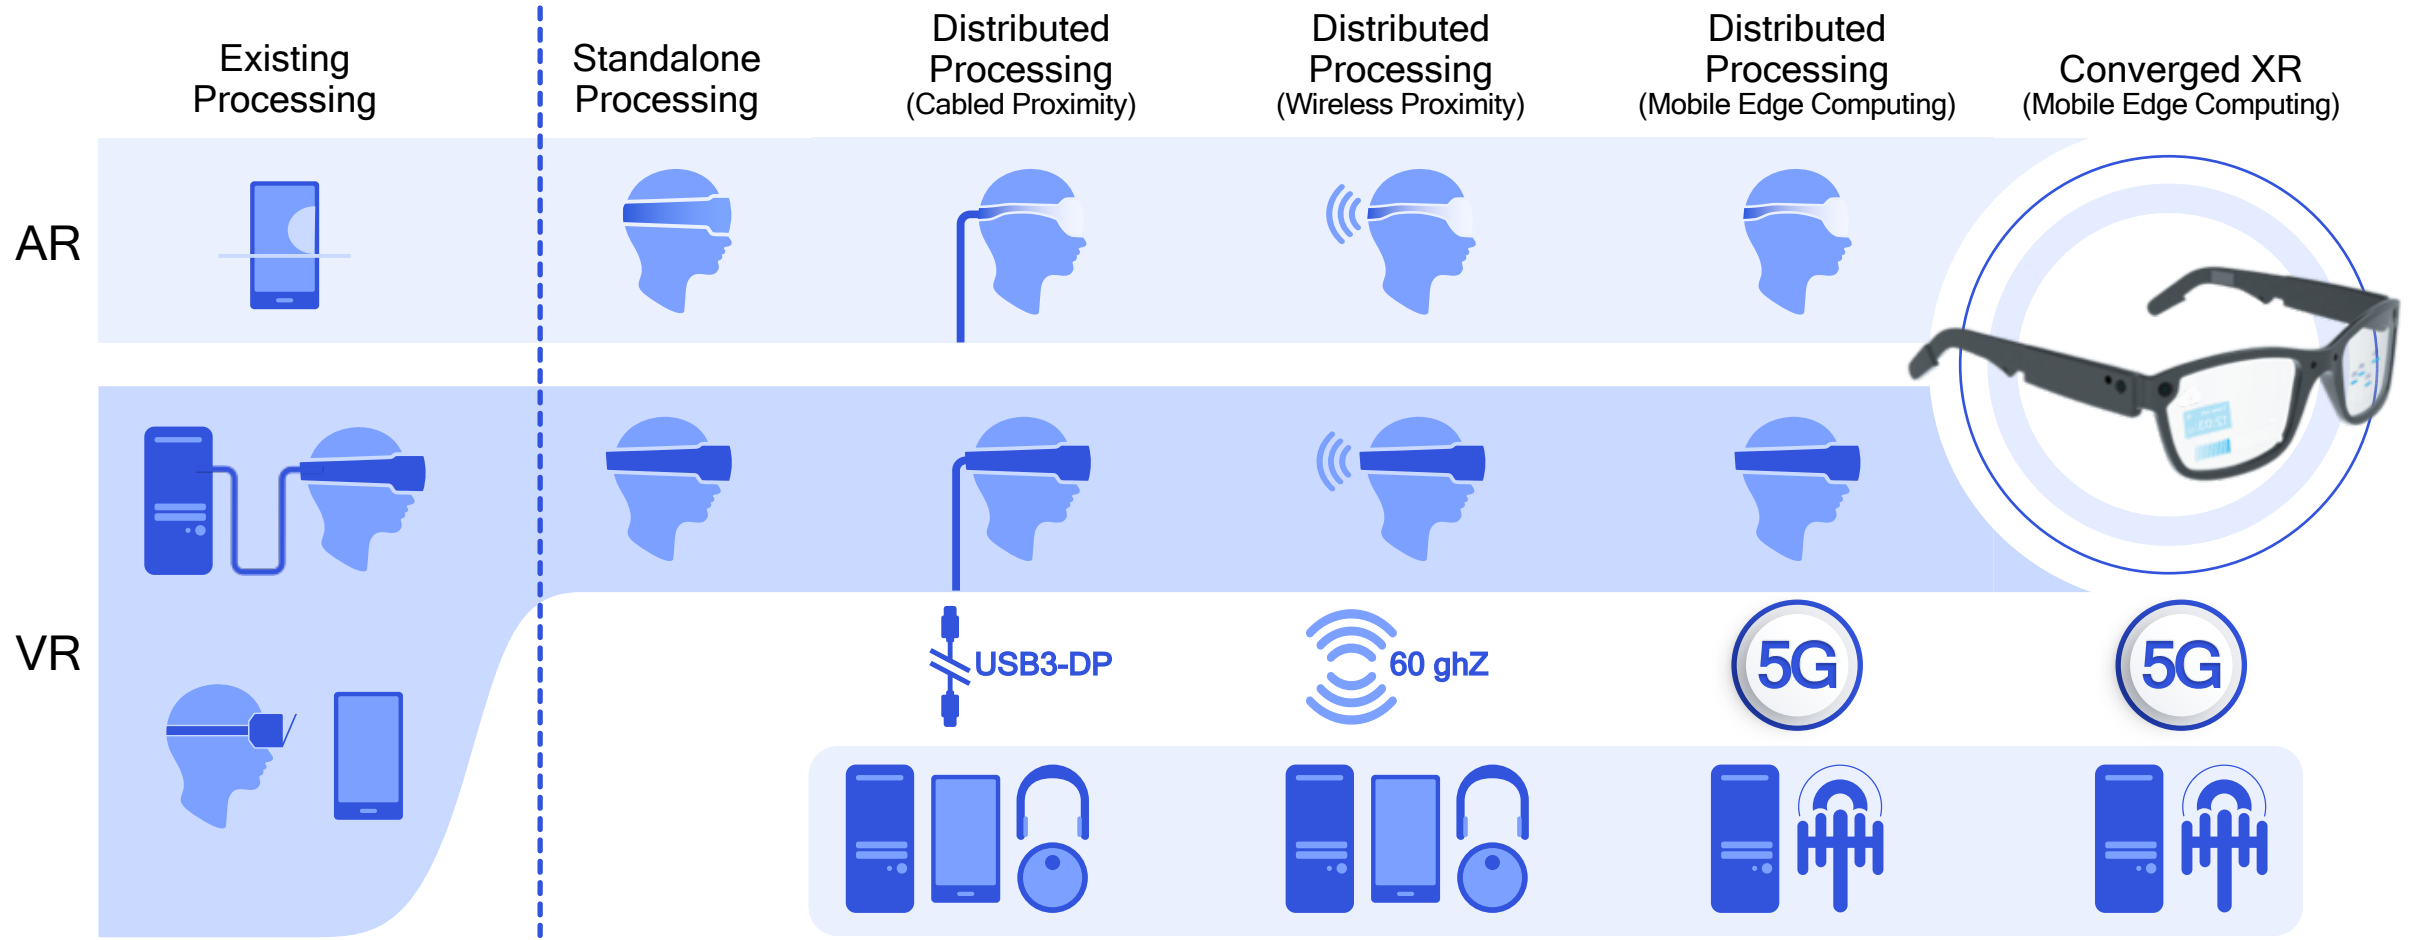 Existing
Processing
Standalone
Processing
Distributed
Processing
(Cabled Proximity)
Distributed
Processing
(Wireless Proximity)
Distributed
Processing
(Mobile Edge Computing)
Converged XR
(Mobile Edge Computing)
AR
VR
USB3-DP
60 ghZ
5G
5G